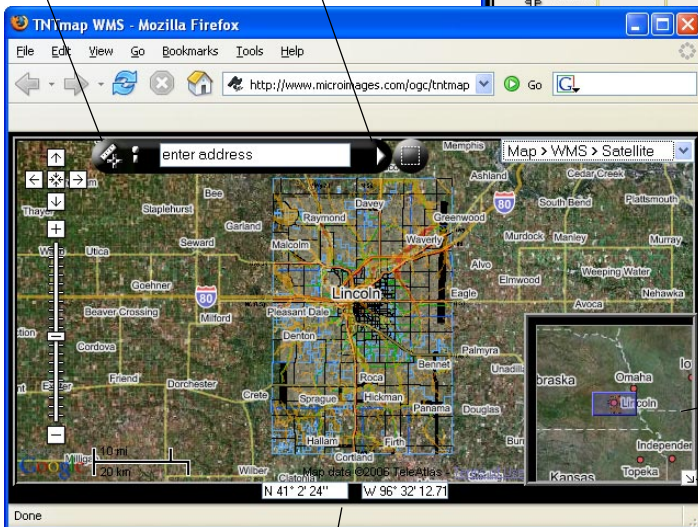 TNTmap WMS - Mozilla Firefox
File Edit View Go Bookmarks Tools Help
http://www.microimages.com/ogc/tntmap Go G
enter address
Map > WMS > Satellite
Memphis
Ashland
Cedar Creek
Bee
Davey
80
South Bend
Plattsmouth
Staplehurst
Raymond
Greenwood
Garland
Seward
Malcolm
Waverly
Murdock
Manley
Murray
Utica
Alvo
Weeping Water
Goehner
Elmwood
80
Lincoln
Eagle
Nehawka
Beaver Crossing
Milford
Pleasant Dale
Avoca
Denton
Cordova
Palmyra
Bennet
Friend
Dorchester
Roca
Omaha
Crete
Sprague
Hickman
Lincoln
Panama
Douglas
Hallam
Firth
Cortland
Wilber
Clatonia
Kansas
Topeka
10 mi
20 km
Google
Map data ©2006 TeleAtlas
Sterling
N 41° 2' 24"
W 96° 32' 12.71
Done